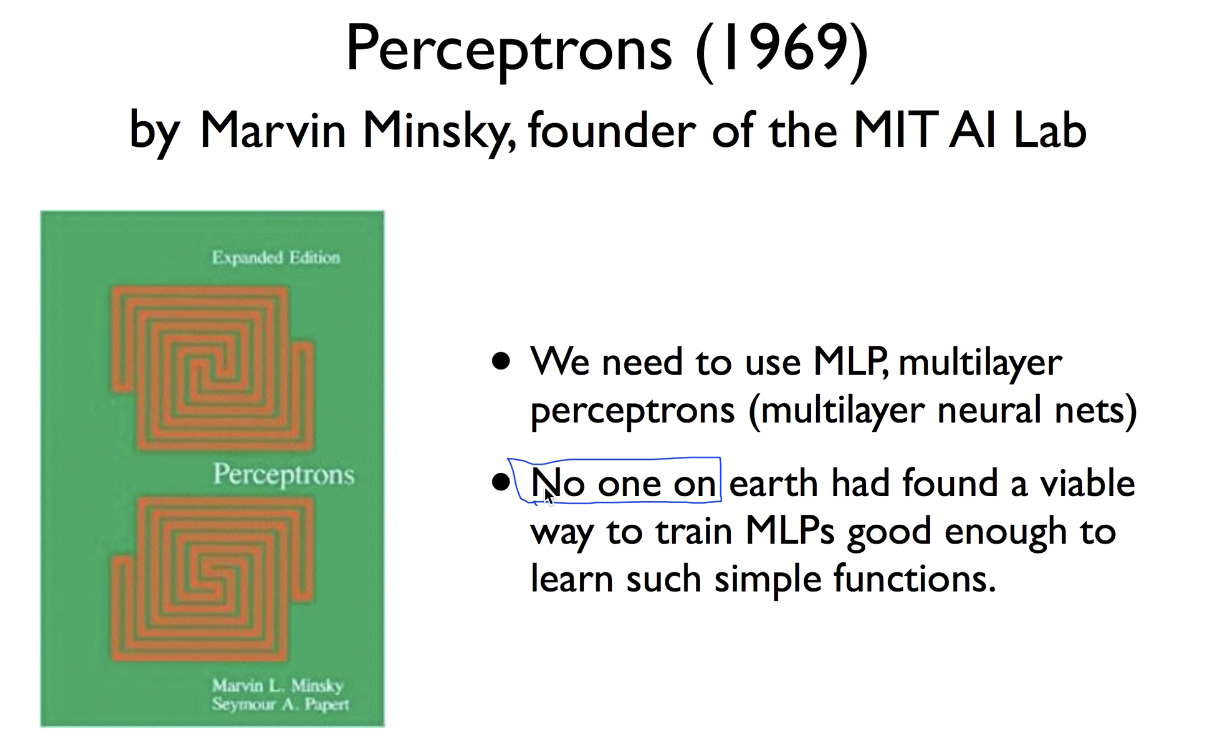 Perceptrons (1969)
by Marvin Minsky, founder of the MIT AI Lab
Expanded Edition
Perceptrons
Marvin L. Minsky
Seymour A. Papert
• We need to use MLP, multilayer
perceptrons (multilayer neural nets)
• No one on earth had found a viable
way to train MLPs good enough to
learn such simple functions.